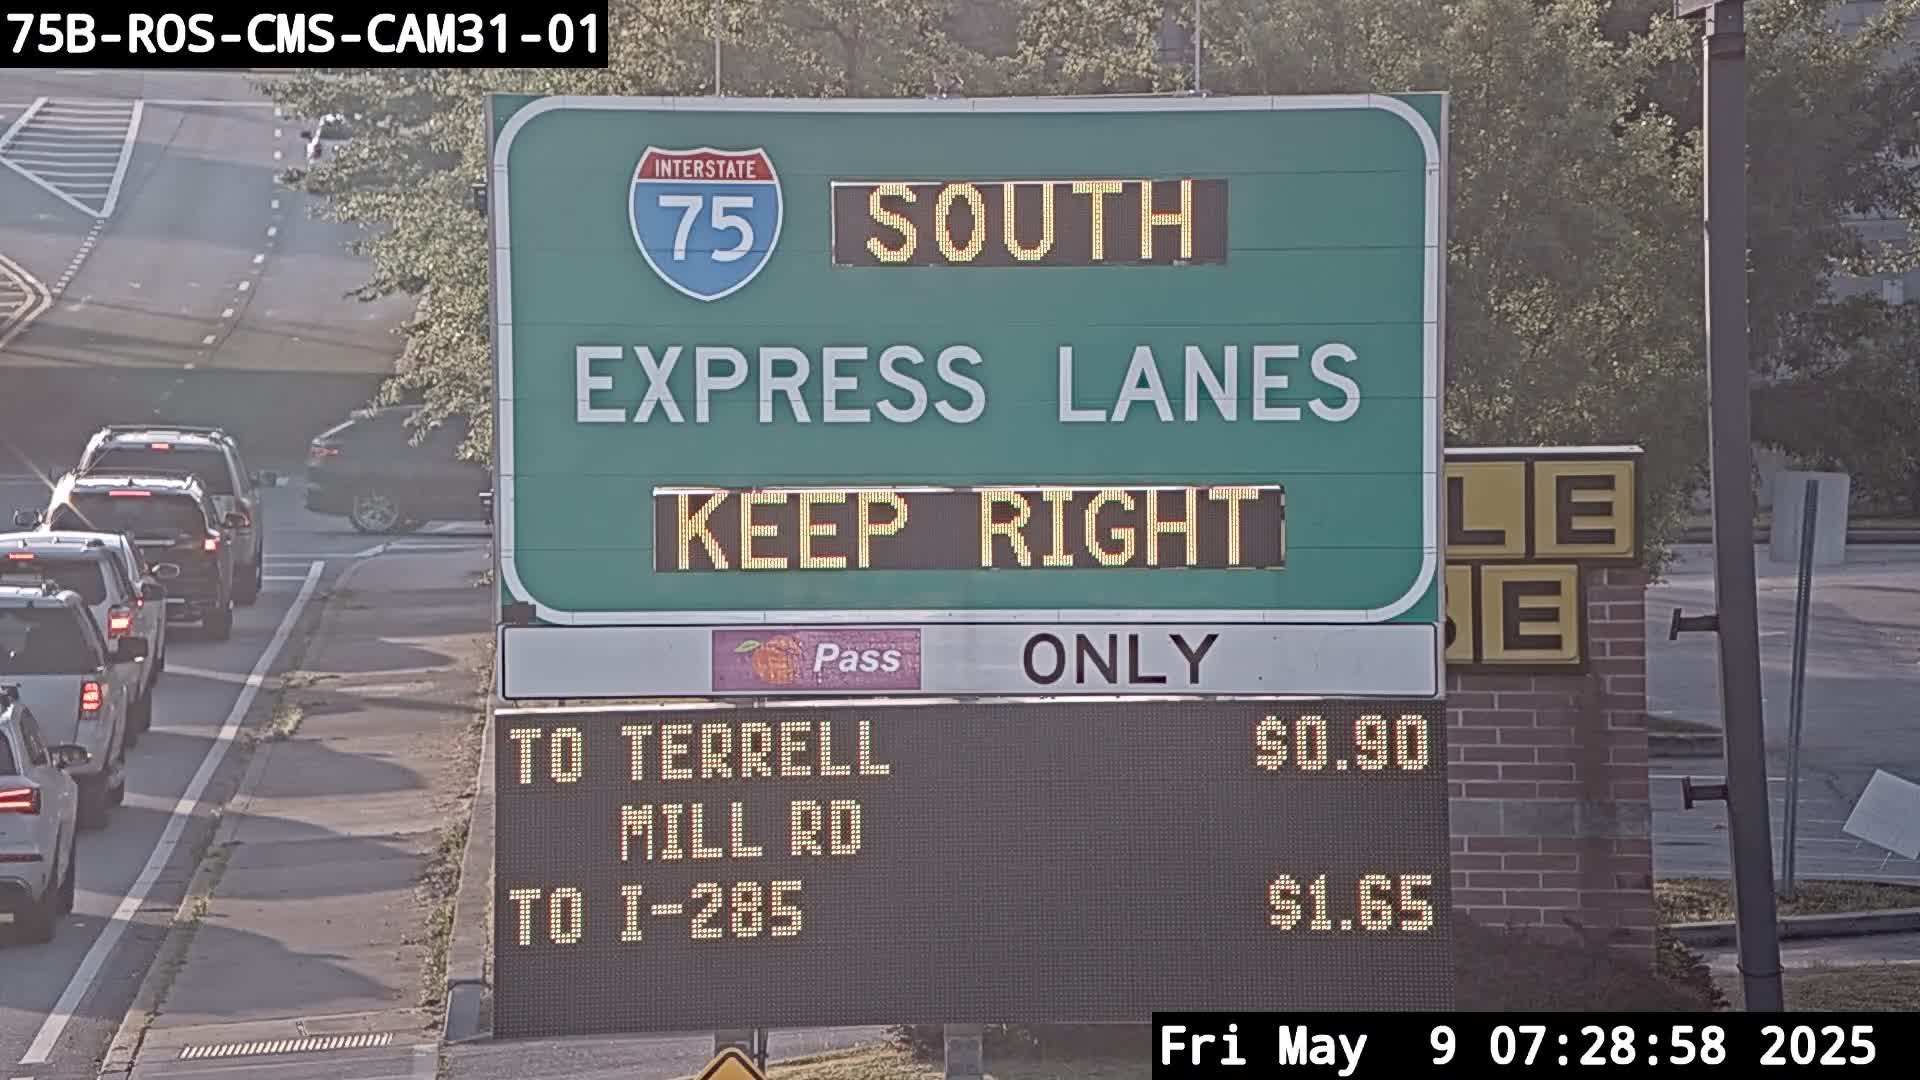 75B-ROS-CMS-CAM31-01
INTERSTATE
75
SOUTH
EXPRESS LANES
KEEP RIGHT
Pass ONLY
TO TERRELL $0.90
MILL RD
TO I-285 $1.65
LE
E
Fri May 9 07:28:58 2025